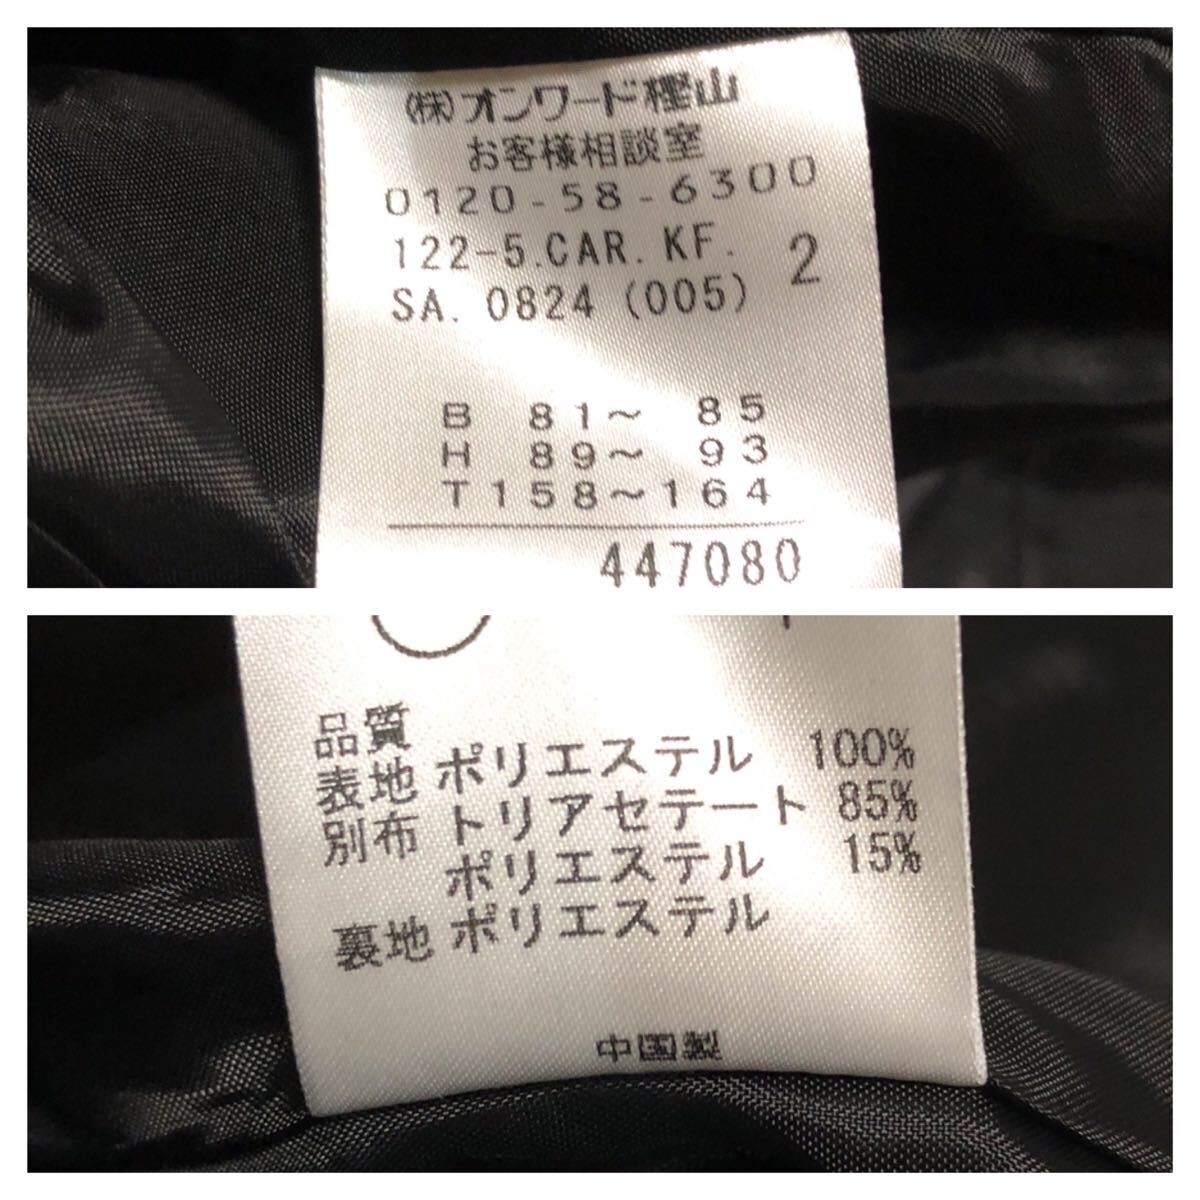 (株)オンワード樫山
お客様相談室
0120-58-6300
122-5.CAR.KF. 2
SA. 0824 (005)
B 81～ 85
H 89～ 93
T158～164
447080
品質
表地 ポリエステル 100%
別布 トリアセテート 85%
ポリエステル 15%
裏地 ポリエステル
中国製